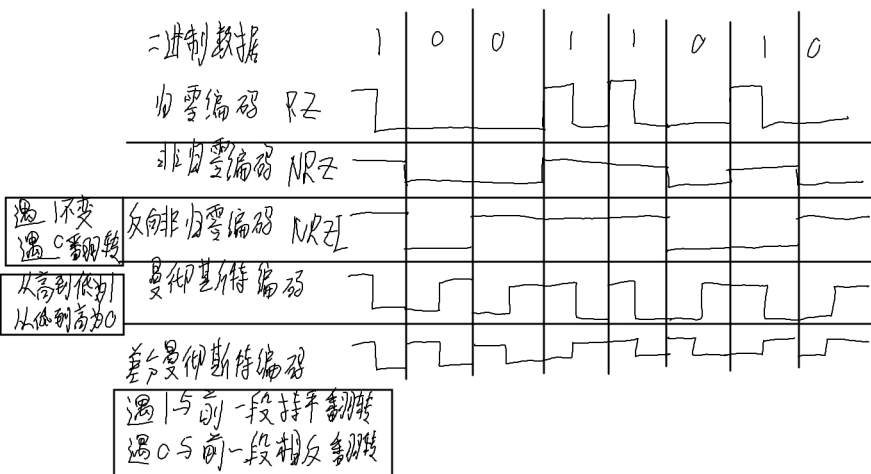 二进制数据 1 0 0 1 1 0 1 0
归零编码 RZ
非归零编码 NRZ
遇1不变
遇0翻转
反向非归零编码 NRZI
从高到低为1
从低到高为0
曼彻斯特编码
差分曼彻斯特编码
遇1与前一段持平翻转
遇0与前一段相反翻转